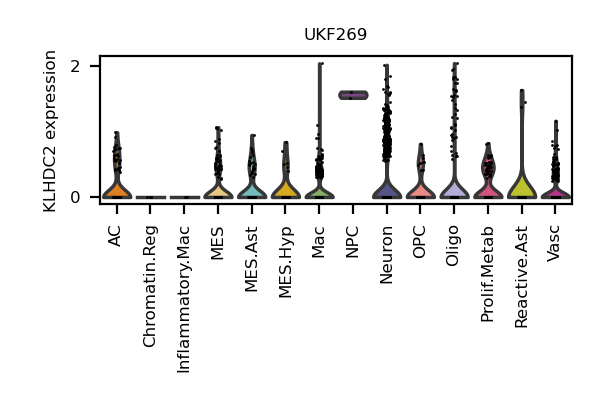 UKF269
KLHDC2 expression
2
0
AC
Chromatin.Reg
Inflammatory.Mac
MES
MES.Ast
MES.Hyp
Mac
NPC
Neuron
OPC
Oligo
Prolif.Metab
Reactive.Ast
Vasc